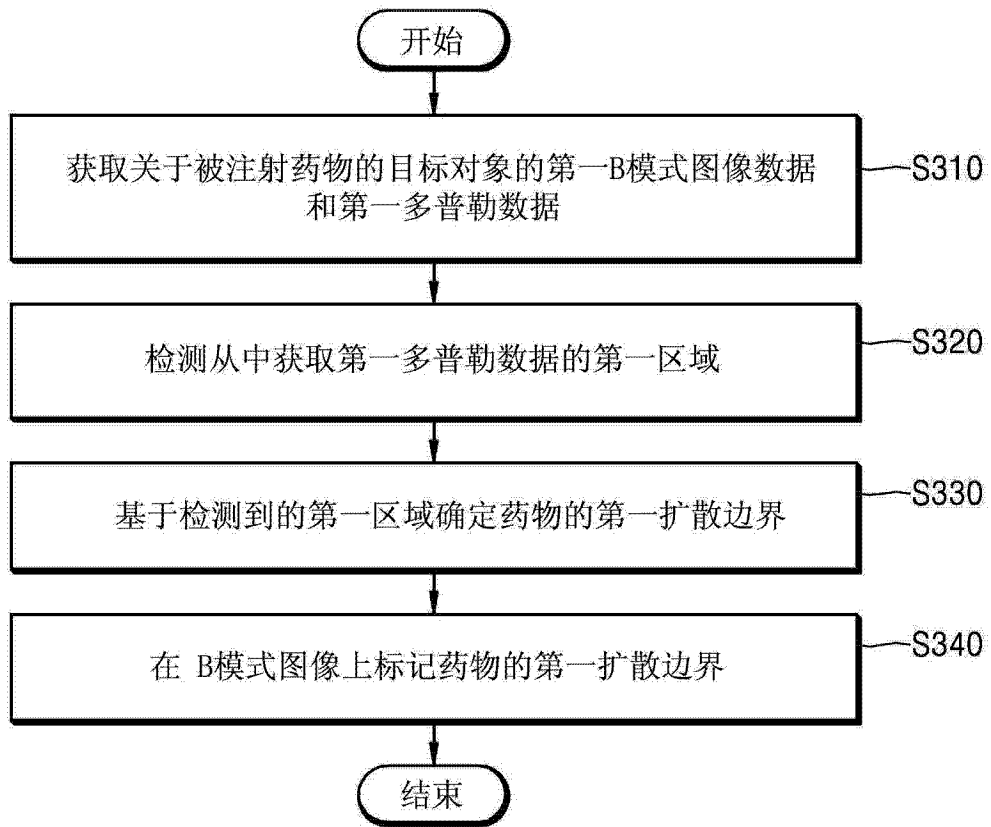 开始
获取关于被注射药物的目标对象的第一B模式图像数据
和第一多普勒数据
S310
检测从中获取第一多普勒数据的第一区域
S320
基于检测到的第一区域确定药物的第一扩散边界
S330
在 B模式图像上标记药物的第一扩散边界
S340
结束